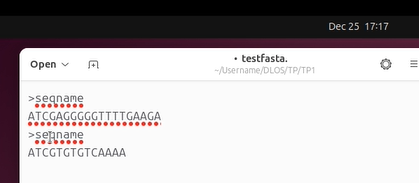 Dec 25 17:17
Open
• testfasta.
~/Username/DLOS/TP/TP1
>seqname
ATCGAGGGGGTTTTGAAGA
>seqname
ATCGTGTGTCAAAA